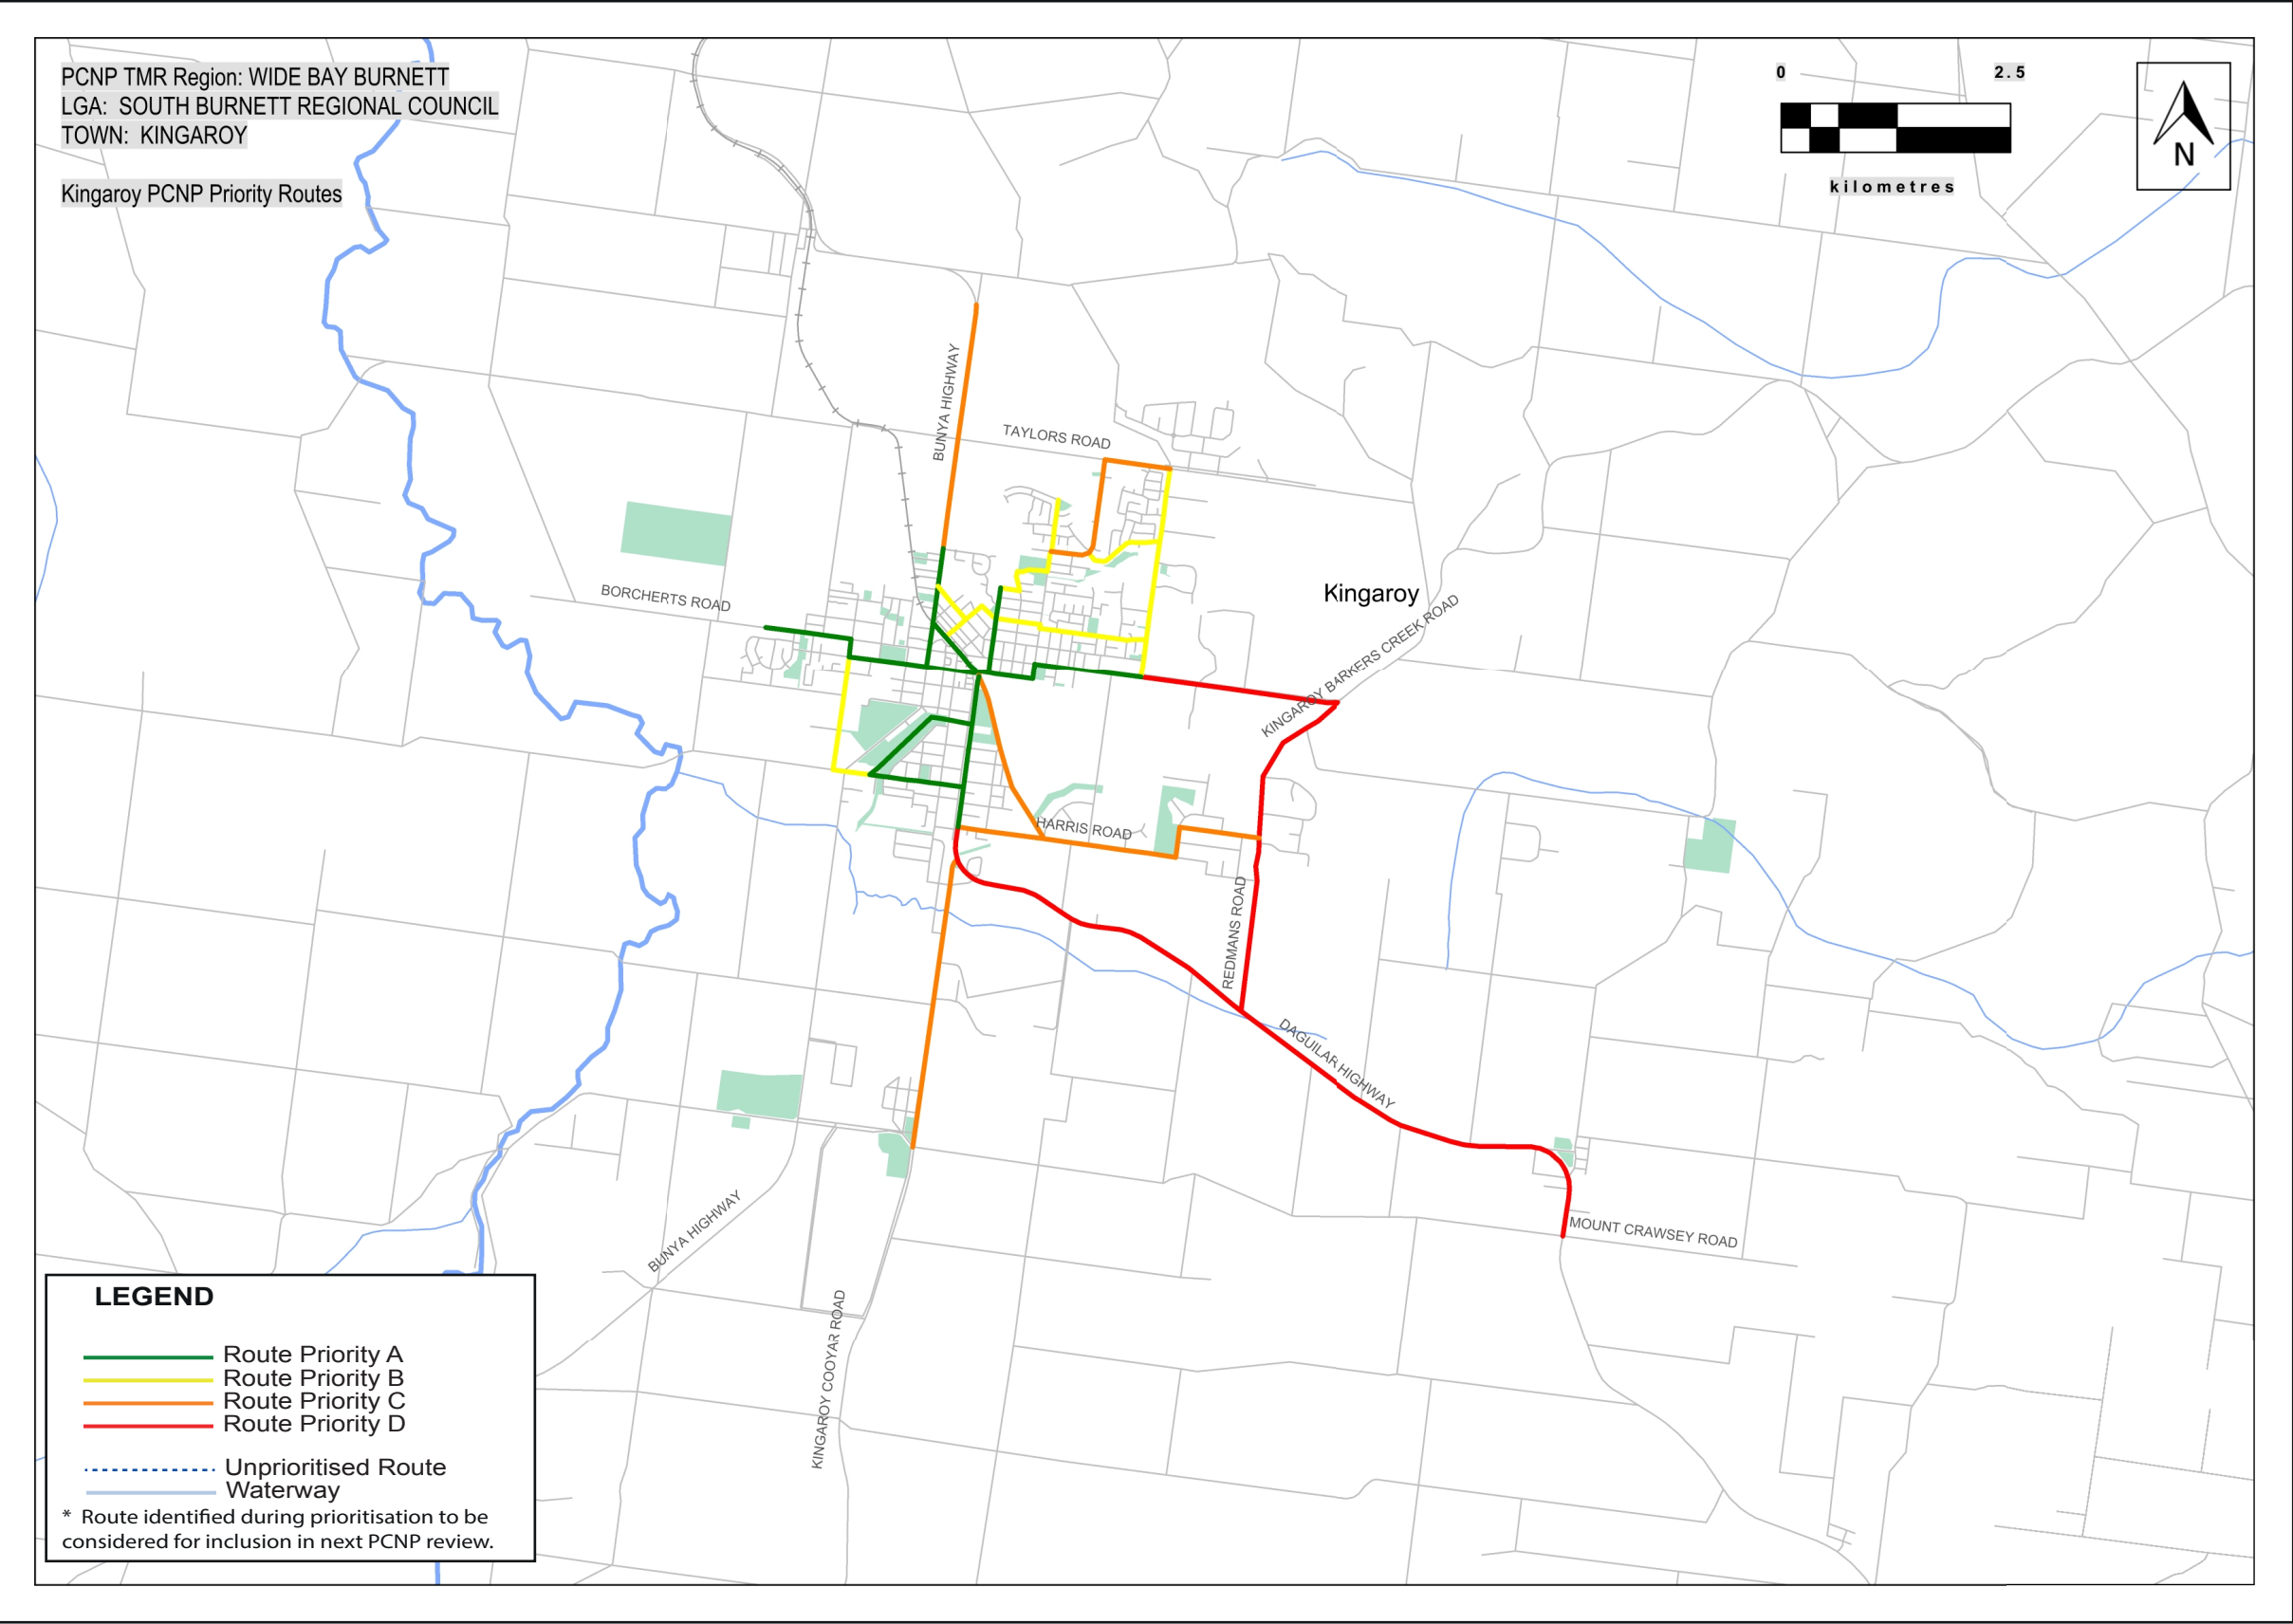 PCNP TMR Region: WIDE BAY BURNETT
LGA: SOUTH BURNETT REGIONAL COUNCIL
TOWN: KINGAROY
Kingaroy PCNP Priority Routes
0 2.5
kilometres
N
BUNYA HIGHWAY
TAYLORS ROAD
BORCHERTS ROAD
Kingaroy
KINGAROY BARKERS CREEK ROAD
HARRIS ROAD
REDMANS ROAD
DAGUILAR HIGHWAY
BUNYA HIGHWAY
MOUNT CRAWSEY ROAD
KINGAROY COOYAR ROAD
LEGEND
Route Priority A
Route Priority B
Route Priority C
Route Priority D
Unprioritised Route
Waterway
* Route identified during prioritisation to be
considered for inclusion in next PCNP review.